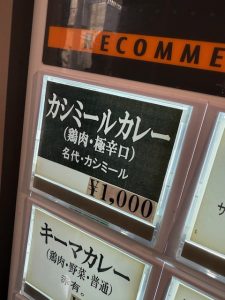 RECOMME
カシミールカレー
(鶏肉・極辛口)
名代・カシミール
¥1,000
サ
キーマカレー
(鶏肉・野菜・普通)